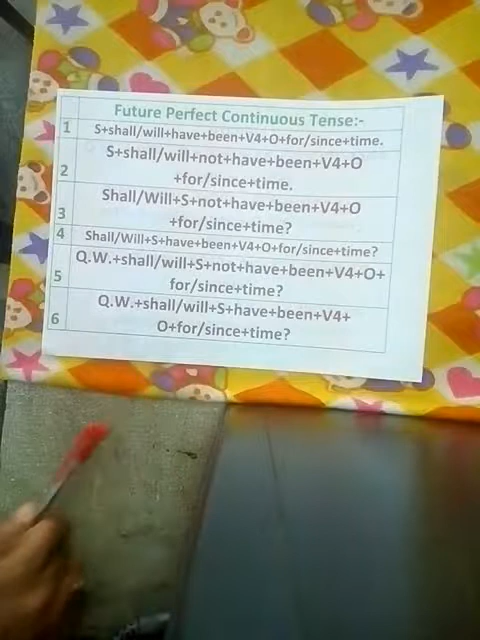 Future Perfect Continuous Tense:-
1 S+shall/will+have+been+V4+O+for/since+time.
2 S+shall/will+not+have+been+V4+O
+for/since+time.
3 Shall/Will+S+not+have+been+V4+O
+for/since+time?
4 Shall/Will+S+have+been+V4+O+for/since+time?
5 Q.W.+shall/will+S+not+have+been+V4+O+
for/since+time?
6 Q.W.+shall/will+S+have+been+V4+
O+for/since+time?